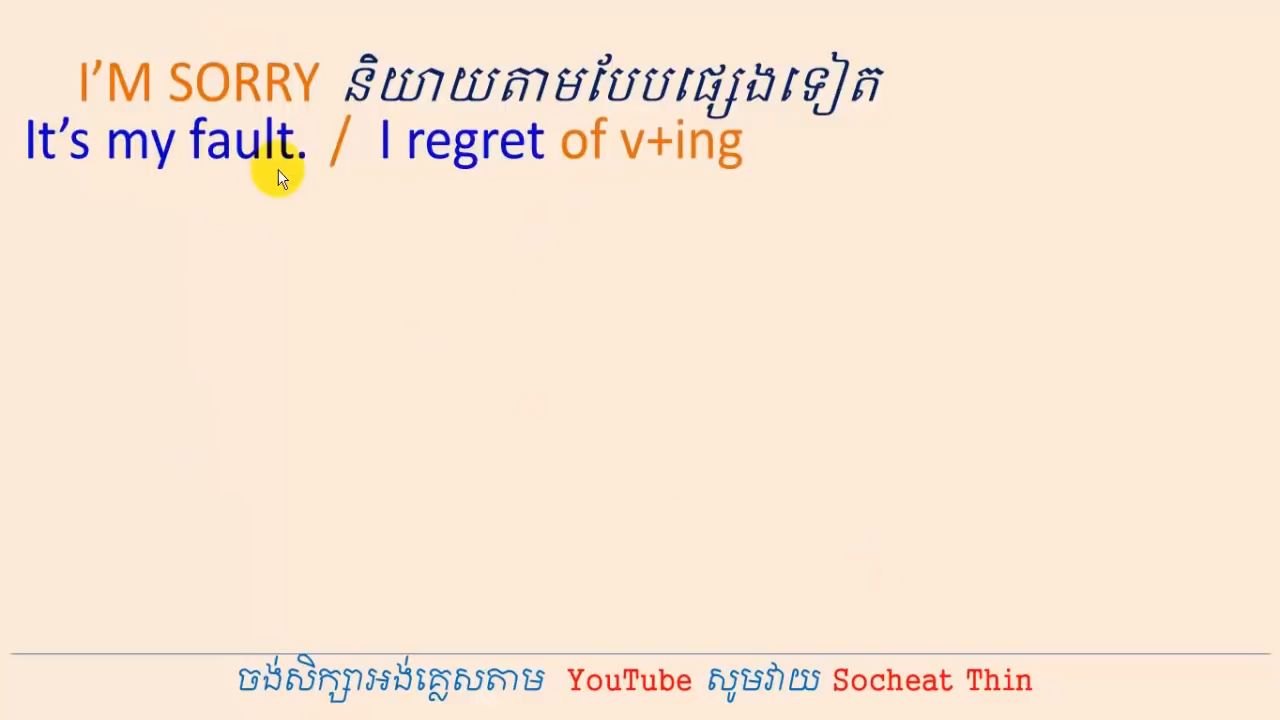 I’M SORRY និយាយតាមបែបផ្សេងទៀត
It’s my fault. / I regret of v+ing
ចង់សិក្សាអង់គ្លេសតាម YouTube សូមវាយ Socheat Thin